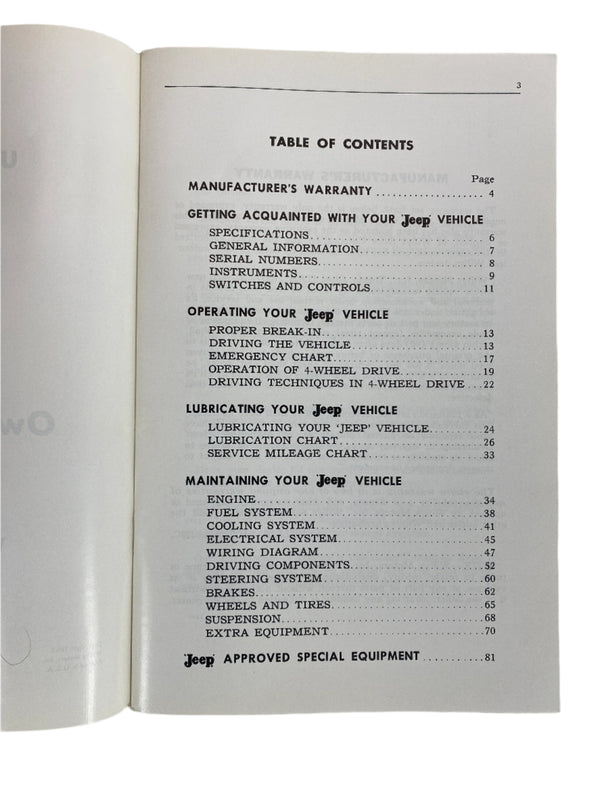 3
TABLE OF CONTENTS
Page
MANUFACTURER'S WARRANTY .................... 4
GETTING ACQUAINTED WITH YOUR 'Jeep' VEHICLE
SPECIFICATIONS............................ 6
GENERAL INFORMATION.................... 7
SERIAL NUMBERS........................... 8
INSTRUMENTS.............................. 9
SWITCHES AND CONTROLS.................. 11
OPERATING YOUR 'Jeep' VEHICLE
PROPER BREAK-IN.......................... 13
DRIVING THE VEHICLE..................... 13
EMERGENCY CHART......................... 17
OPERATION OF 4-WHEEL DRIVE............. 19
DRIVING TECHNIQUES IN 4-WHEEL DRIVE ...22
LUBRICATING YOUR 'Jeep' VEHICLE
LUBRICATING YOUR 'JEEP' VEHICLE......... 24
LUBRICATION CHART....................... 26
SERVICE MILEAGE CHART................... 33
MAINTAINING YOUR 'Jeep' VEHICLE
ENGINE.................................... 34
FUEL SYSTEM.............................. 38
COOLING SYSTEM........................... 41
ELECTRICAL SYSTEM....................... 45
WIRING DIAGRAM.......................... 47
DRIVING COMPONENTS...................... 52
STEERING SYSTEM.......................... 60
BRAKES.................................... 62
WHEELS AND TIRES........................ 65
SUSPENSION................................ 68
EXTRA EQUIPMENT......................... 70
'Jeep' APPROVED SPECIAL EQUIPMENT.......... 81